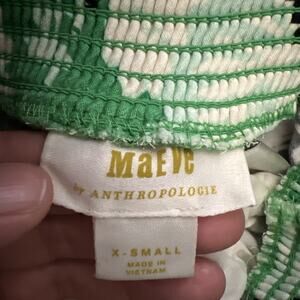 MaEVe
by ANTHROPOLOGIE
X-SMALL
MADE IN
VIETNAM